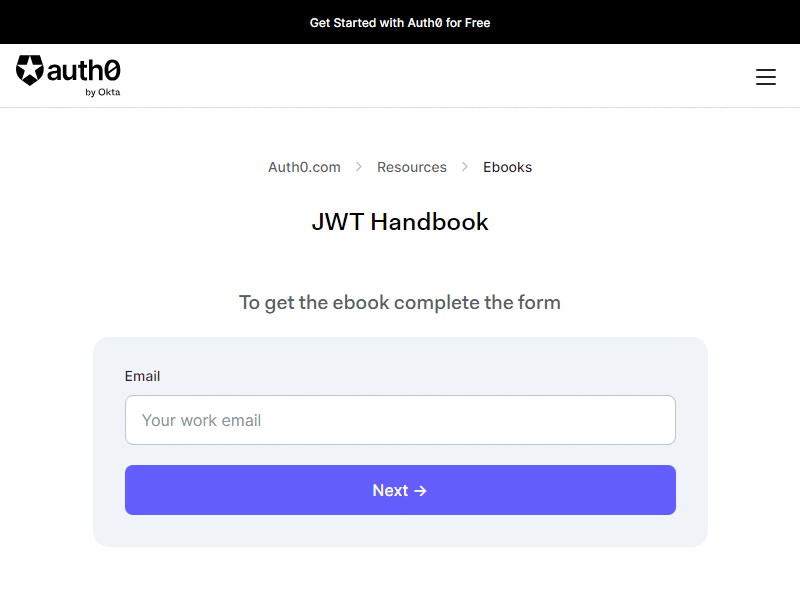 Get Started with Auth0 for Free
auth0
by Okta
Auth0.com > Resources > Ebooks
JWT Handbook
To get the ebook complete the form
Email
Your work email
Next →